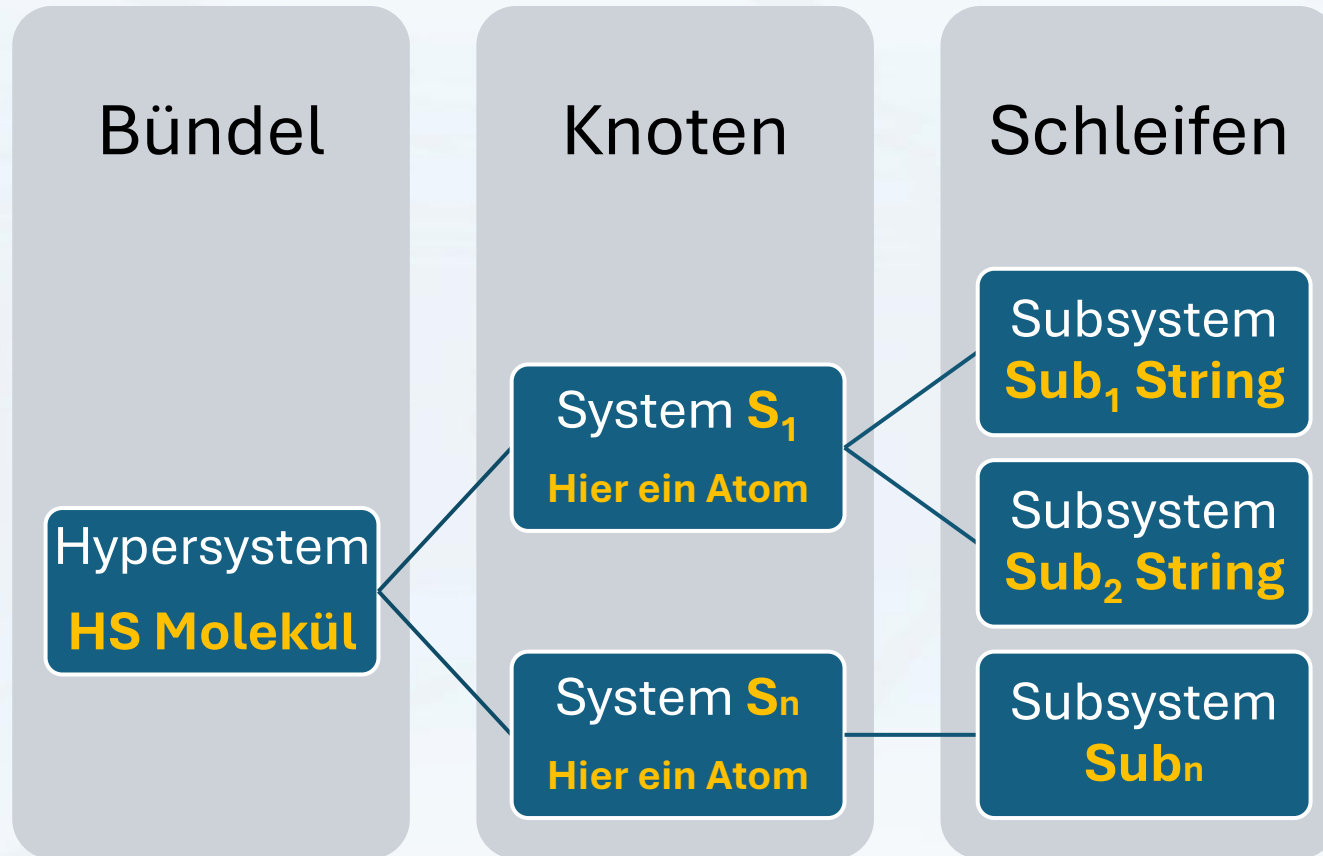 Bündel
Knoten
Schleifen
Hypersystem
HS Molekül
System S₁
Hier ein Atom
System Sn
Hier ein Atom
Subsystem
Sub₁ String
Subsystem
Sub₂ String
Subsystem
Subn